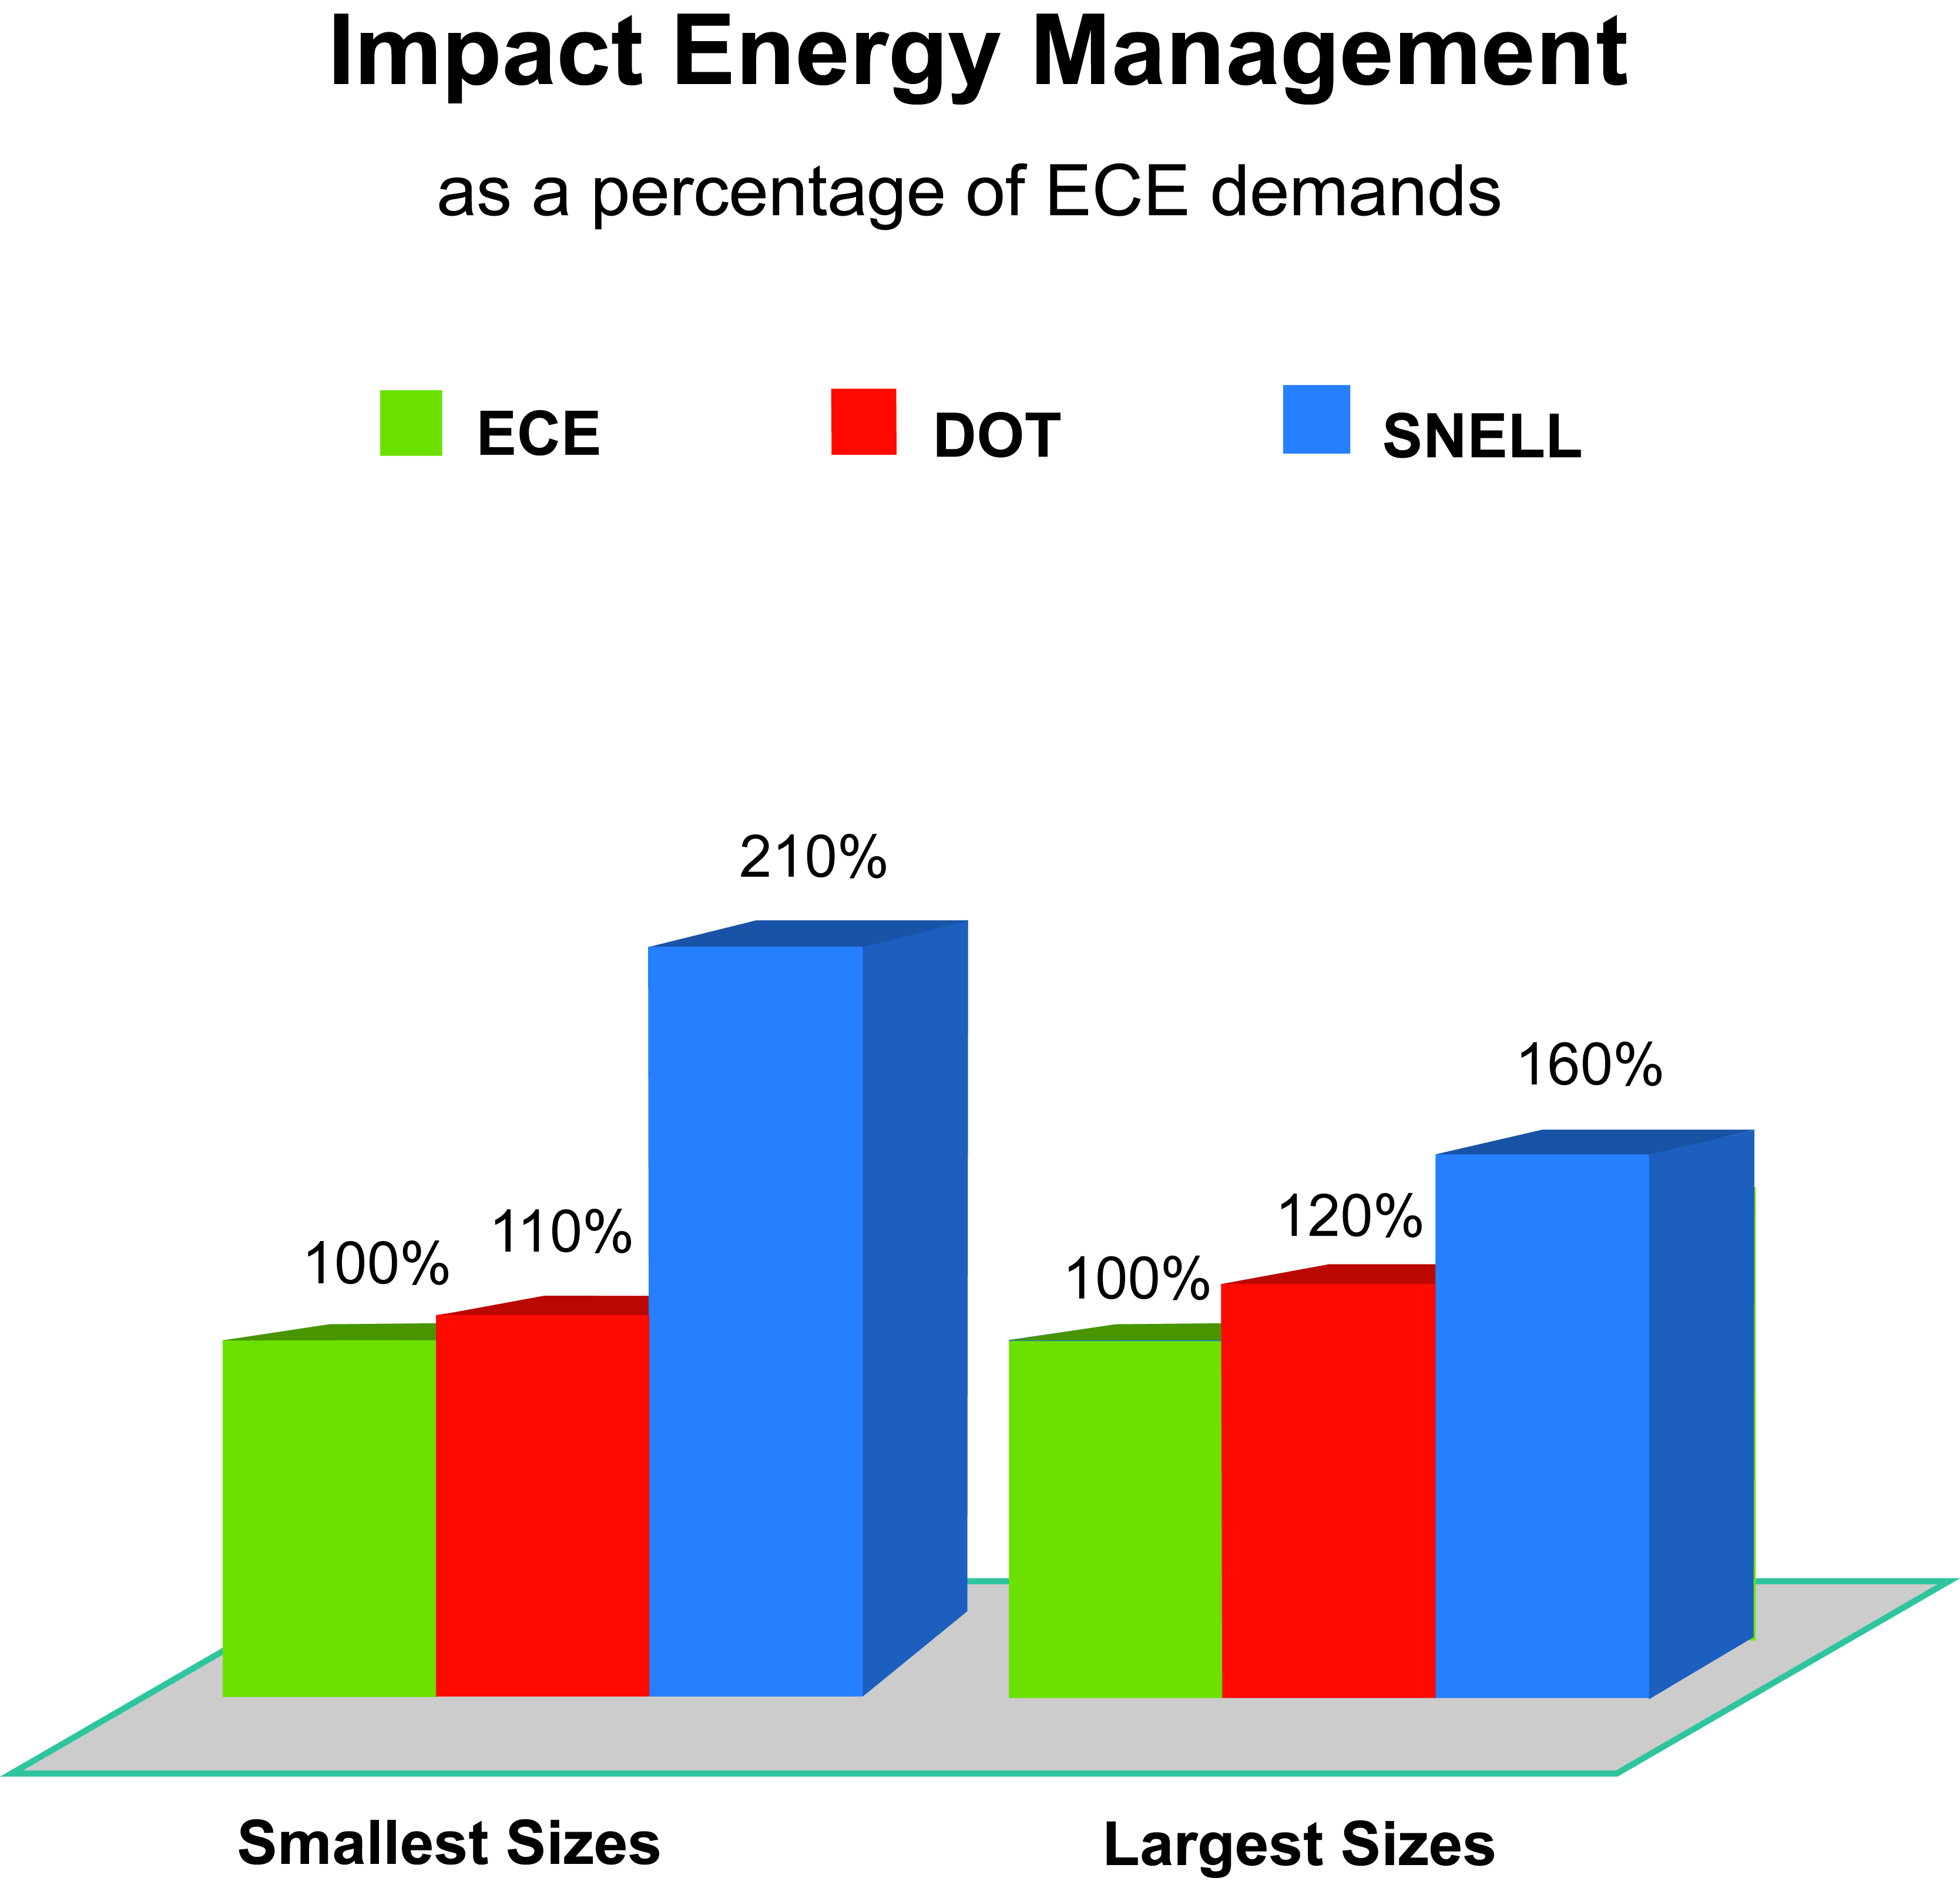 Impact Energy Management
as a percentage of ECE demands
ECE DOT SNELL
210%
160%
100% 110% 100% 120%
Smallest Sizes Largest Sizes